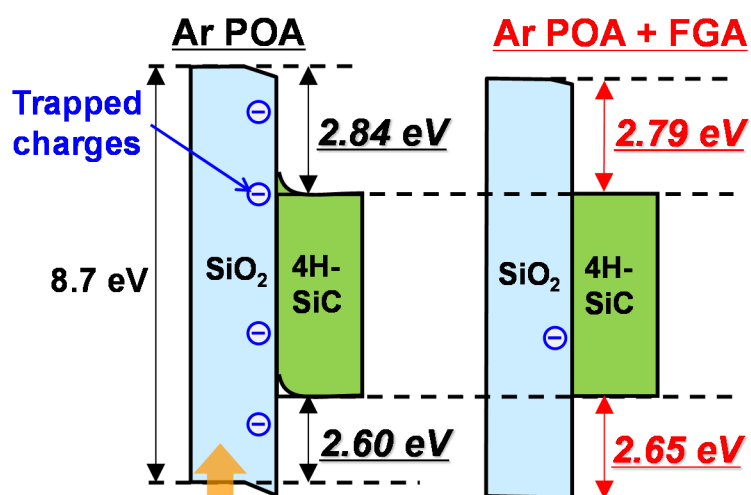 Ar POA
Ar POA + FGA
Trapped
charges
2.84 eV
2.79 eV
8.7 eV
SiO₂
4H-
SiC
SiO₂
4H-
SiC
2.60 eV
2.65 eV